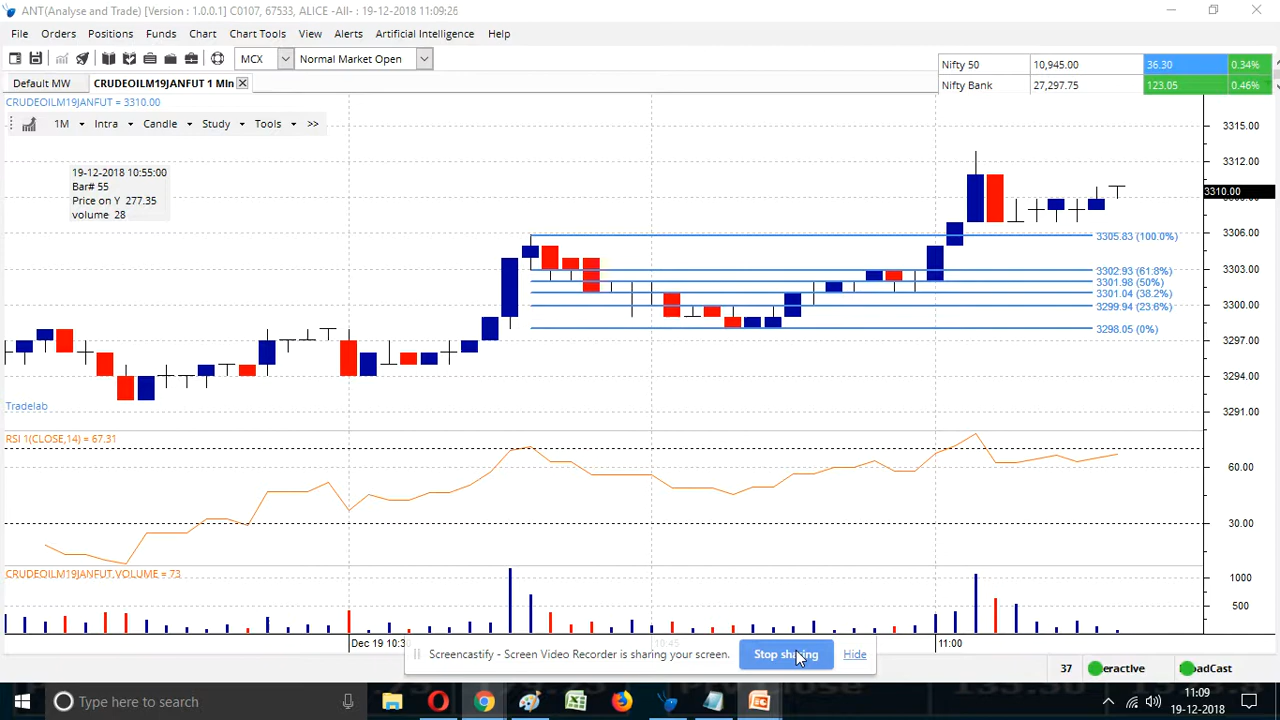 ANT(Analyse and Trade) [Version : 1.0.0.1] C0107, 67533, ALICE -All- : 19-12-2018 11:09:26
File Orders Positions Funds Chart Chart Tools View Alerts Artificial Intelligence Help
MCX Normal Market Open
Nifty 50 10,945.00 36.30 0.34%
Nifty Bank 27,297.75 123.05 0.46%
Default MW CRUDEOILM19JANFUT 1 Min
CRUDEOILM19JANFUT = 3310.00
1M Intra Candle Study Tools >>
3315.00
3312.00
19-12-2018 10:55:00
Bar# 55
Price on Y 277.35
volume 28
3310.00
3306.00
3305.83 (100.0%)
3303.00
3302.93 (61.8%)
3301.98 (50%)
3301.04 (38.2%)
3300.00
3299.94 (23.6%)
3298.05 (0%)
3297.00
3294.00
3291.00
Tradelab
RSI 1(CLOSE,14) = 67.31
60.00
30.00
CRUDEOILM19JANFUT.VOLUME = 73
1000
500
Dec 19 10:30 10:45 11:00
Screencastify - Screen Video Recorder is sharing your screen. Stop sharing Hide
37 eractive adCast
Type here to search
11:09
19-12-2018